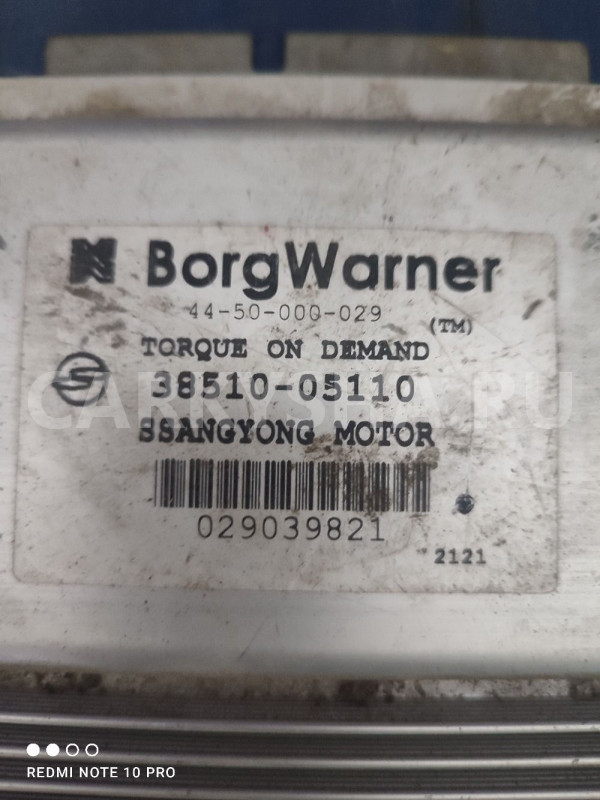 BorgWarner
44-50-000-029
(TM)
TORQUE ON DEMAND
38510-05110
SSANGYONG MOTOR
029039821
2121
REDMI NOTE 10 PRO